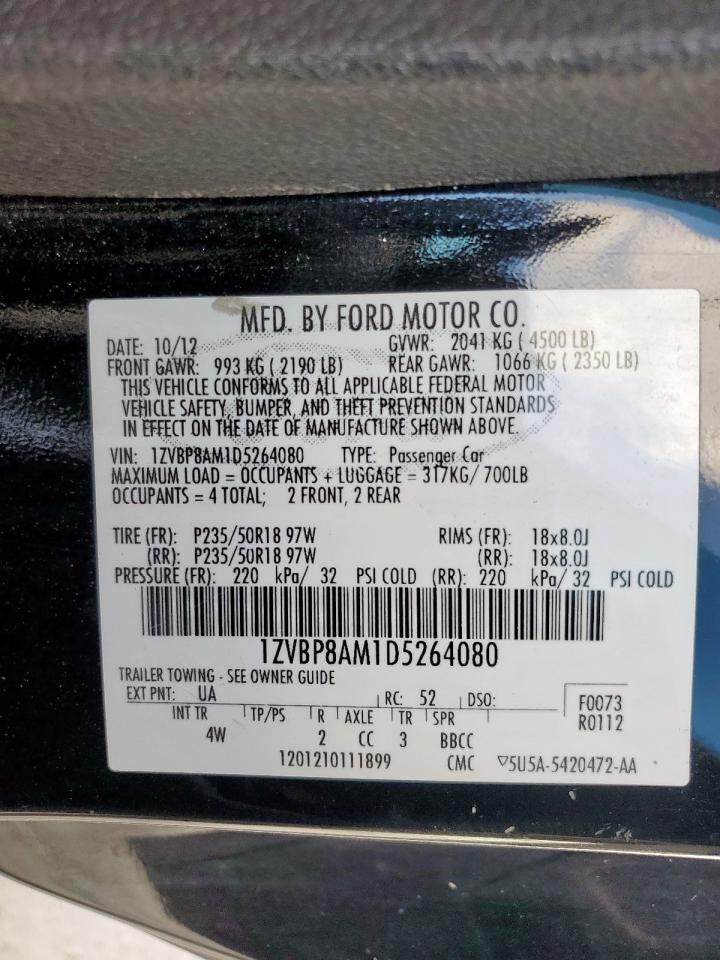 MFD. BY FORD MOTOR CO.
DATE: 10/12 GVWR: 2041 KG ( 4500 LB)
FRONT GAWR: 993 KG ( 2190 LB) REAR GAWR: 1066 KG ( 2350 LB)
THIS VEHICLE CONFORMS TO ALL APPLICABLE FEDERAL MOTOR
VEHICLE SAFETY, BUMPER, AND THEFT PREVENTION STANDARDS
IN EFFECT ON THE DATE OF MANUFACTURE SHOWN ABOVE.
VIN: 1ZVBP8AM1D5264080 TYPE: Passenger Car
MAXIMUM LOAD = OCCUPANTS + LUGGAGE = 317KG/ 700LB
OCCUPANTS = 4 TOTAL; 2 FRONT, 2 REAR
TIRE (FR): P235/50R18 97W RIMS (FR): 18x8.0J
(RR): P235/50R18 97W (RR): 18x8.0J
PRESSURE (FR): 220 kPa/ 32 PSI COLD (RR): 220 kPa/ 32 PSI COLD
1ZVBP8AM1D5264080
TRAILER TOWING - SEE OWNER GUIDE
EXT PNT: UA RC: 52 DSO: F0073
R0112
INT TR TP/PS R AXLE TR SPR
4W 2 CC 3 BBCC
1201210111899 CMC ▽5U5A-5420472-AA